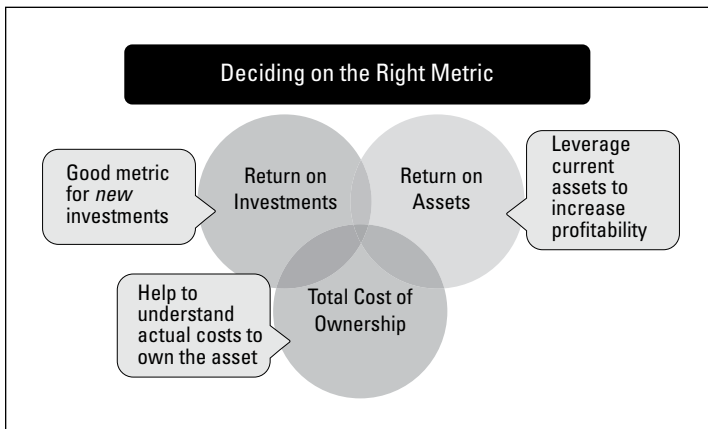 Deciding on the Right Metric
Good metric
for new
investments
Return on
Investments
Return on
Assets
Leverage
current
assets to
increase
profitability
Help to
understand
actual costs to
own the asset
Total Cost of
Ownership